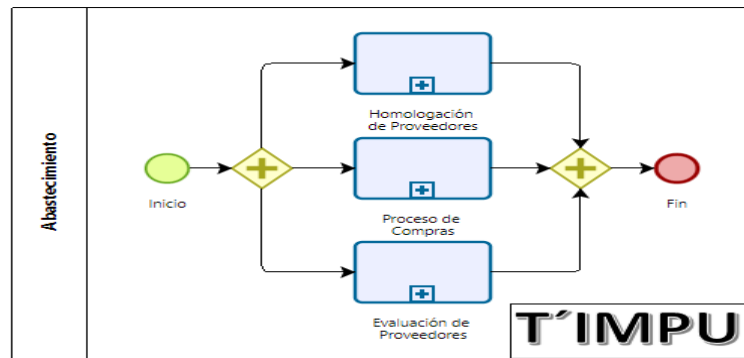 Abastecimiento
Inicio
Homologación
de Proveedores
Proceso de
Compras
Evaluación de
Proveedores
Fin
T´IMPU